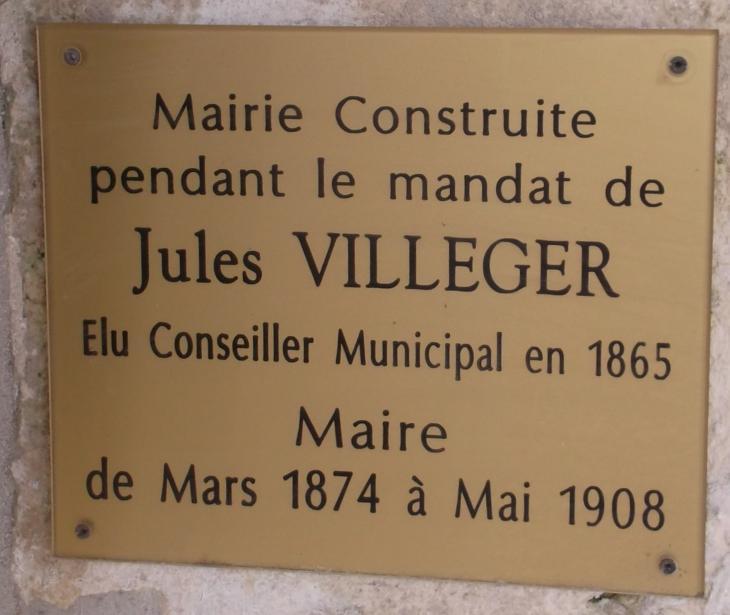 Mairie Construite
pendant le mandat de
Jules VILLEGER
Elu Conseiller Municipal en 1865
Maire
de Mars 1874 à Mai 1908